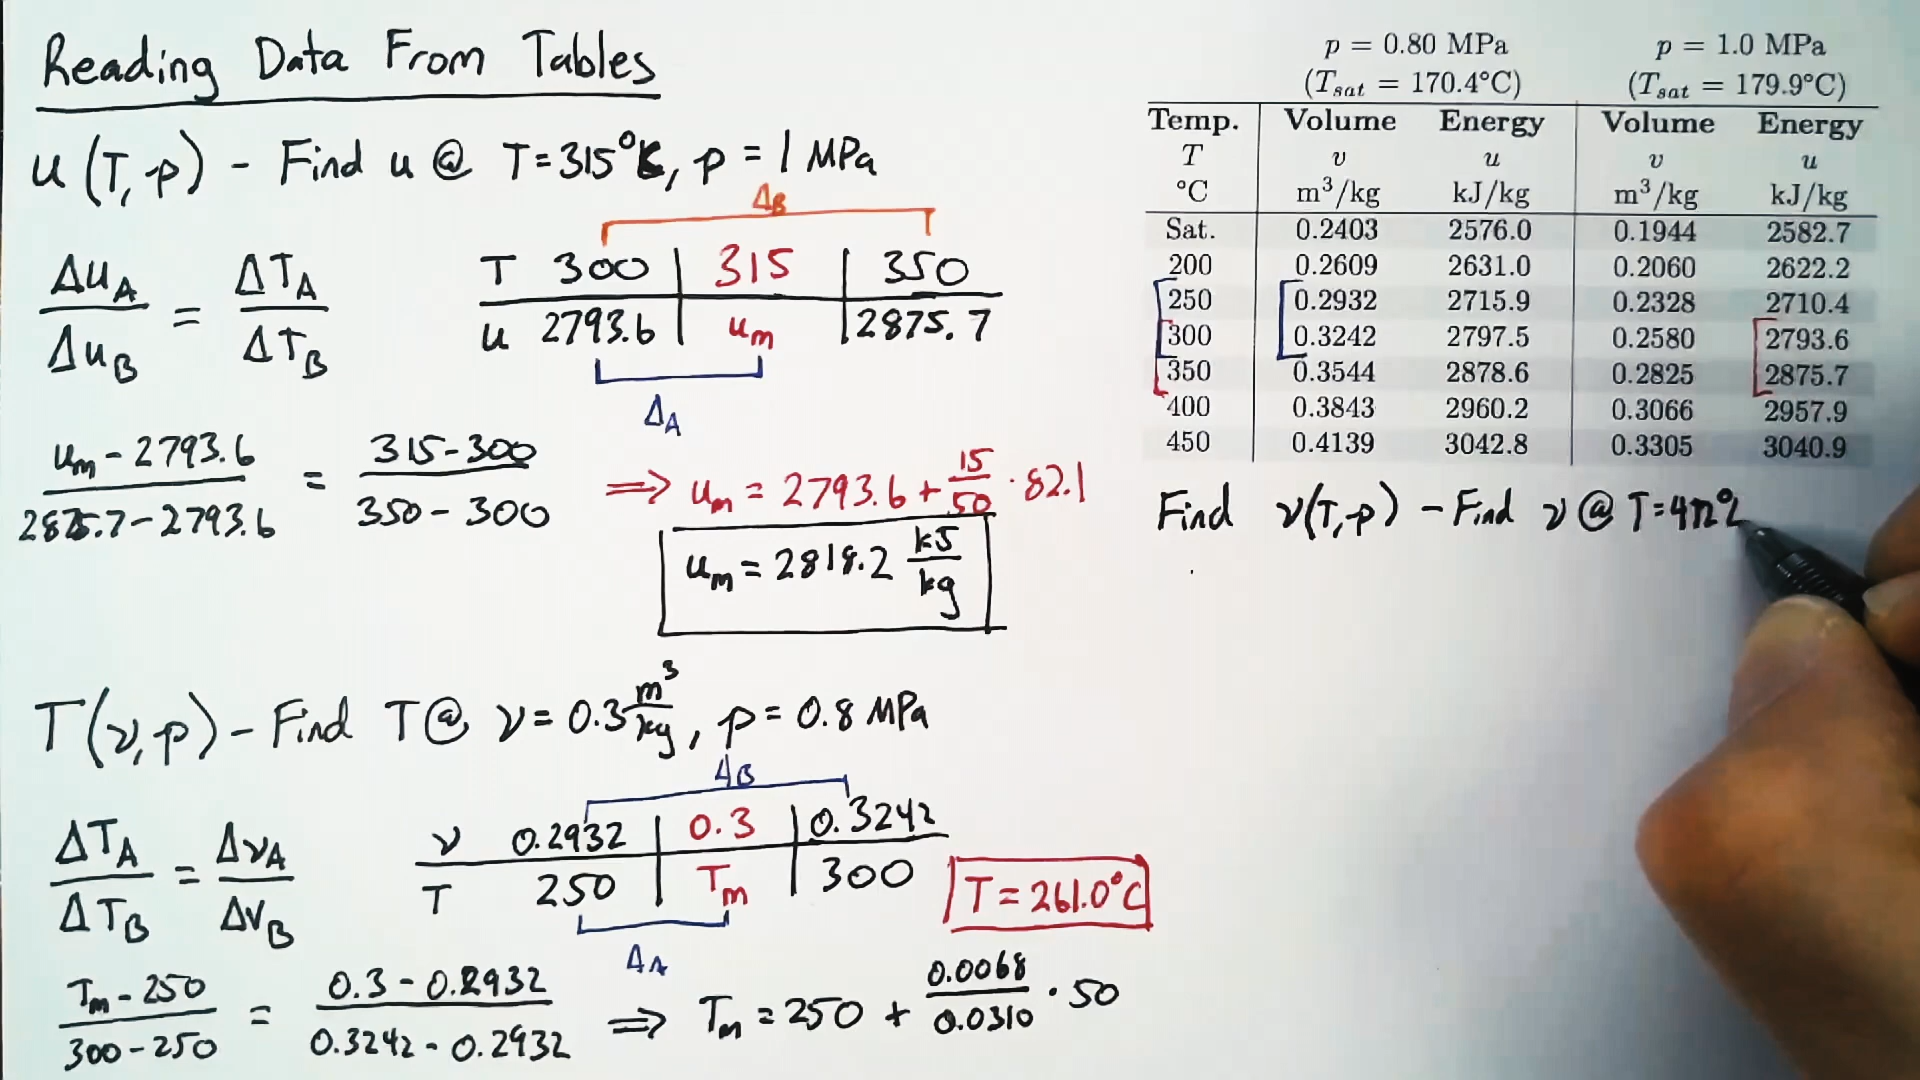 Reading Data From Tables
u(T,p) - Find u @ T=315°C, p = 1 MPa
ΔB
T 300 315 350
u 2793.6 um 2875.7
ΔA
ΔuA/ΔuB = ΔTA/ΔTB
um - 2793.6 / 2875.7 - 2793.6 = 315 - 300 / 350 - 300 ⇒ um = 2793.6 + 15/50 · 82.1
um = 2818.2 kJ/kg
T(ν,p) - Find T @ ν = 0.3 m³/kg, p = 0.8 MPa
ΔB
ν 0.2932 0.3 0.3242
T 250 Tm 300
ΔA
ΔTA/ΔTB = ΔνA/ΔνB
T = 261.0°C
Tm - 250 / 300 - 250 = 0.3 - 0.2932 / 0.3242 - 0.2932 ⇒ Tm = 250 + 0.0068/0.0310 · 50
p = 0.80 MPa p = 1.0 MPa
(Tsat = 170.4°C) (Tsat = 179.9°C)
Temp. Volume Energy Volume Energy
T v u v u
°C m³/kg kJ/kg m³/kg kJ/kg
Sat. 0.2403 2576.0 0.1944 2582.7
200 0.2609 2631.0 0.2060 2622.2
250 0.2932 2715.9 0.2328 2710.4
300 0.3242 2797.5 0.2580 2793.6
350 0.3544 2878.6 0.2825 2875.7
400 0.3843 2960.2 0.3066 2957.9
450 0.4139 3042.8 0.3305 3040.9
Find ν(T,p) - Find ν @ T=